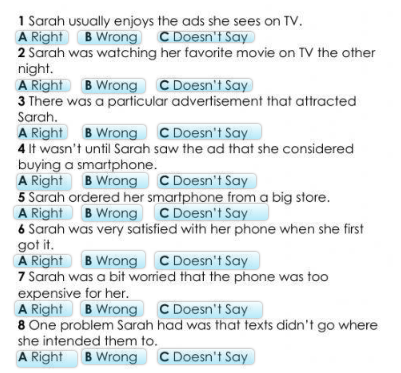 1 Sarah usually enjoys the ads she sees on TV.
A Right B Wrong C Doesn't Say
2 Sarah was watching her favorite movie on TV the other
night.
A Right B Wrong C Doesn't Say
3 There was a particular advertisement that attracted
Sarah.
A Right B Wrong C Doesn't Say
4 It wasn't until Sarah saw the ad that she considered
buying a smartphone.
A Right B Wrong C Doesn't Say
5 Sarah ordered her smartphone from a big store.
A Right B Wrong C Doesn't Say
6 Sarah was very satisfied with her phone when she first
got it.
A Right B Wrong C Doesn't Say
7 Sarah was a bit worried that the phone was too
expensive for her.
A Right B Wrong C Doesn't Say
8 One problem Sarah had was that texts didn't go where
she intended them to.
A Right B Wrong C Doesn't Say